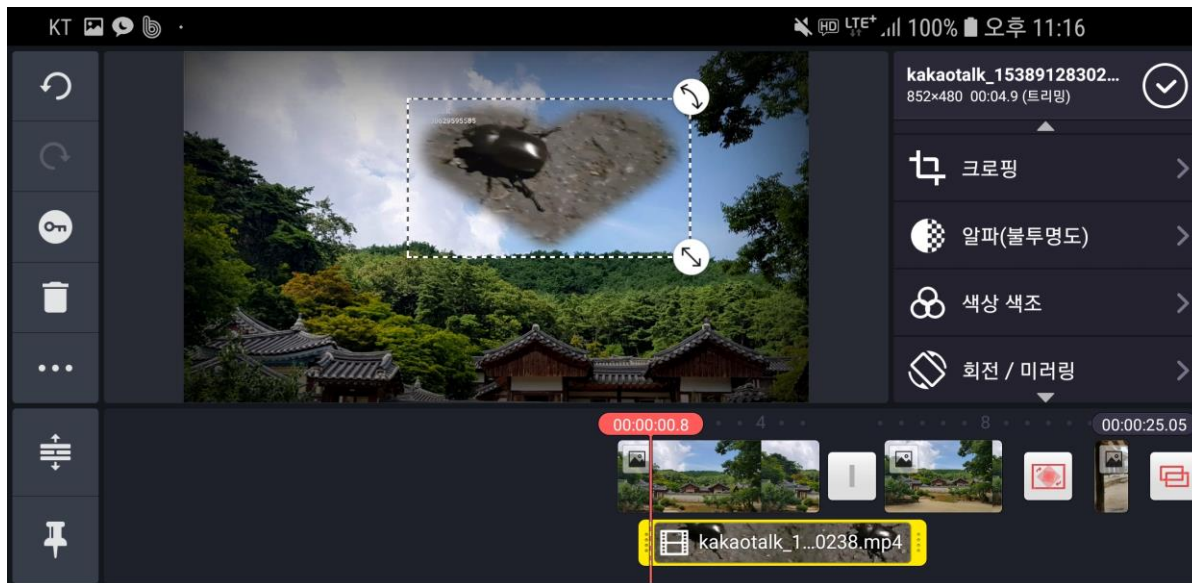 KT HD LTE+ 100% 오후 11:16
kakaotalk_15389128302...
852×480 00:04.9 (트리밍)
크로핑
알파(불투명도)
색상 색조
회전 / 미러링
00:00:00.8 4 8 00:00:25.05
kakaotalk_1...0238.mp4